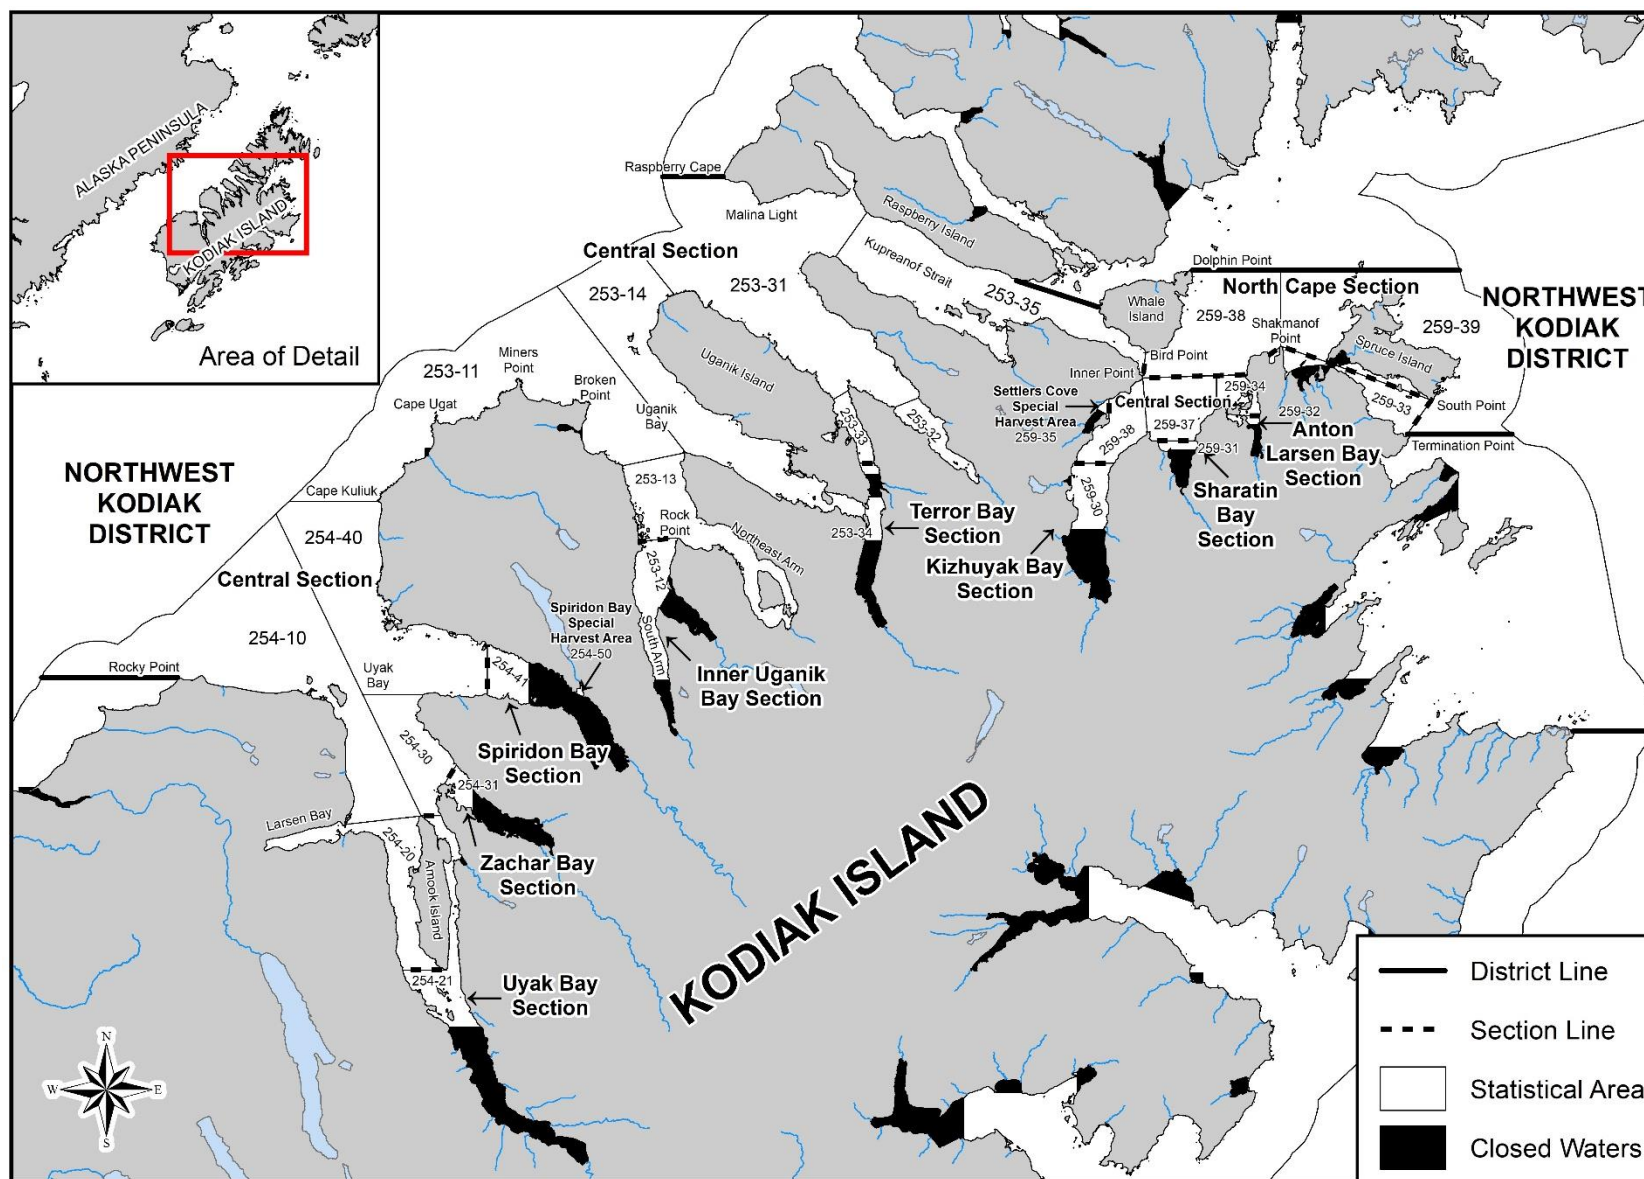 ALASKA PENINSULA
KODIAK ISLAND
Area of Detail
Raspberry Cape
Malina Light
Raspberry Island
Kupreanof Strait
Central Section
253-14
253-31
253-35
Dolphin Point
North Cape Section
Whale
Island
259-38
Shakmanof
Point
259-39
NORTHWEST
KODIAK
DISTRICT
Spruce Island
Bird Point
Inner Point
259-34
Central Section
Settlers Cove
Special
Harvest Area
259-35
259-38
259-37
259-31
259-32
259-33
South Point
Termination Point
Anton
Larsen Bay
Section
Sharatin
Bay
Section
259-30
Kizhuyak Bay
Section
Miners
Point
253-11
Cape Ugat
Broken
Point
Uganik
Bay
Uganik Island
253-33
253-32
253-13
Rock
Point
Northeast Arm
253-34
Terror Bay
Section
253-12
South Arm
Inner Uganik
Bay Section
NORTHWEST
KODIAK
DISTRICT
Cape Kuliuk
254-40
Central Section
254-10
Rocky Point
Uyak
Bay
254-41
Spiridon Bay
Special
Harvest Area
254-50
Spiridon Bay
Section
254-30
254-31
Larsen Bay
254-20
Amook Island
Zachar Bay
Section
254-21
Uyak Bay
Section
KODIAK ISLAND
N
W
E
S
District Line
Section Line
Statistical Area
Closed Waters